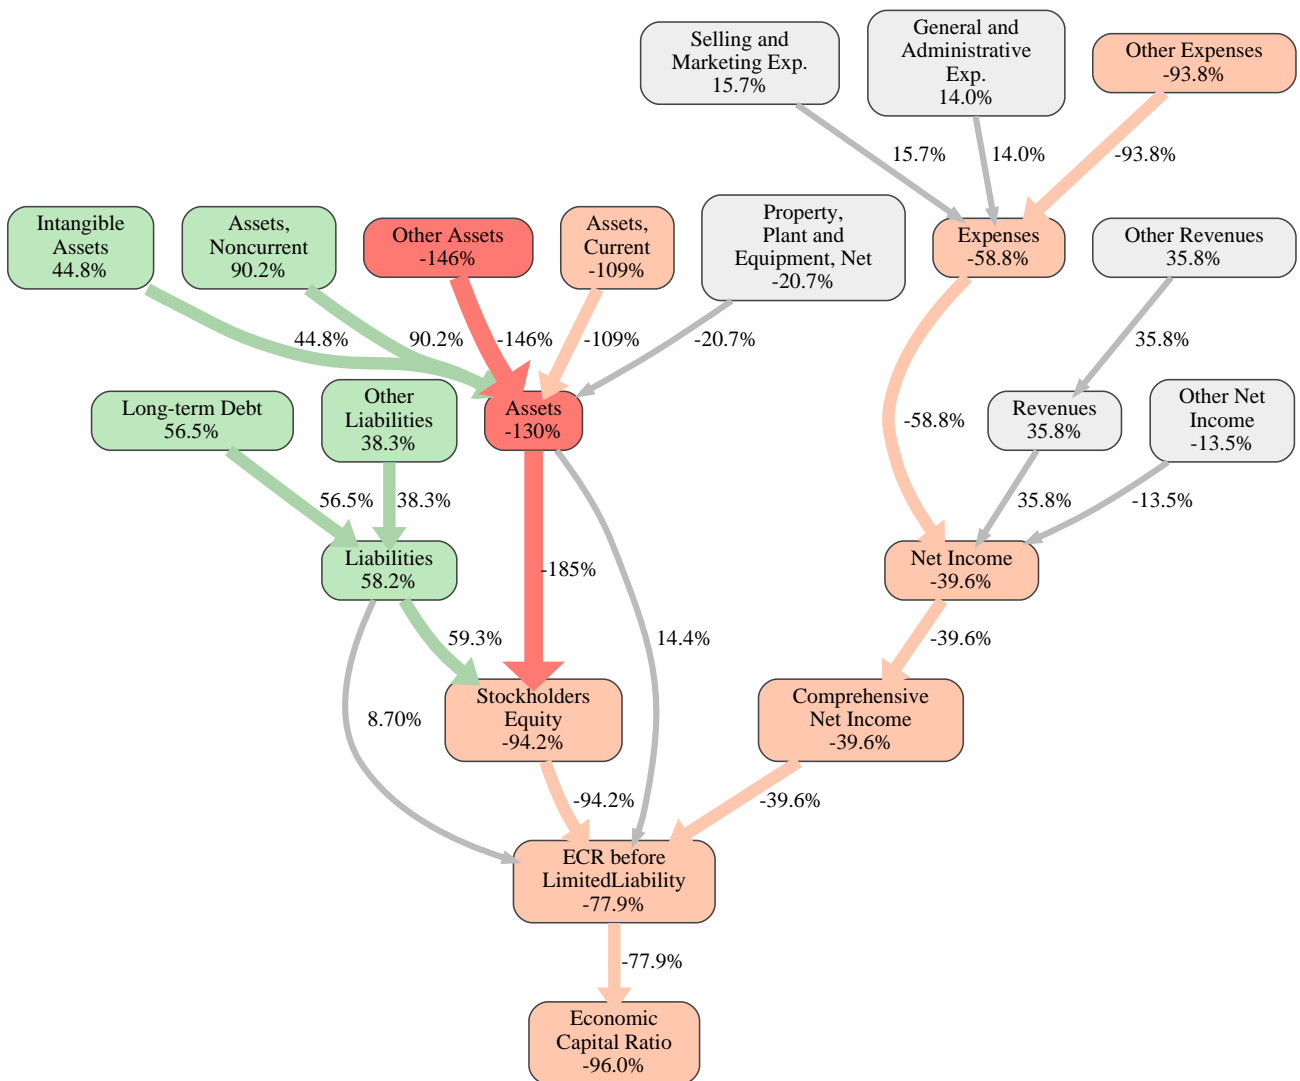 Selling and
Marketing Exp.
15.7%
General and
Administrative
Exp.
14.0%
Other Expenses
-93.8%
15.7%
14.0%
-93.8%
Intangible
Assets
44.8%
Assets,
Noncurrent
90.2%
Other Assets
-146%
Assets,
Current
-109%
Property,
Plant and
Equipment, Net
-20.7%
Expenses
-58.8%
Other Revenues
35.8%
44.8%
90.2%
-146%
-109%
-20.7%
35.8%
Long-term Debt
56.5%
Other
Liabilities
38.3%
Assets
-130%
-58.8%
Revenues
35.8%
Other Net
Income
-13.5%
56.5%
38.3%
35.8%
-13.5%
Liabilities
58.2%
-185%
Net Income
-39.6%
59.3%
14.4%
-39.6%
8.70%
Stockholders
Equity
-94.2%
Comprehensive
Net Income
-39.6%
-94.2%
-39.6%
ECR before
LimitedLiability
-77.9%
-77.9%
Economic
Capital Ratio
-96.0%